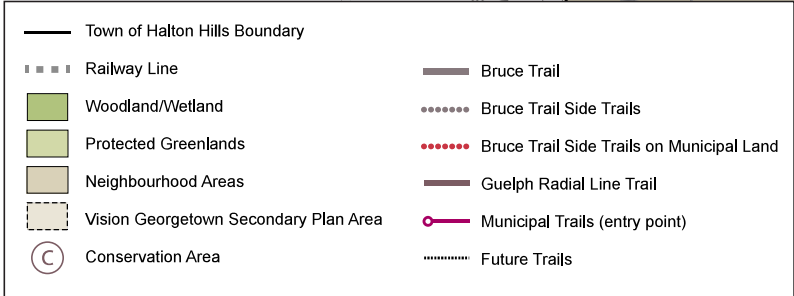 Town of Halton Hills Boundary
Railway Line
Woodland/Wetland
Protected Greenlands
Neighbourhood Areas
Vision Georgetown Secondary Plan Area
C Conservation Area
Bruce Trail
Bruce Trail Side Trails
Bruce Trail Side Trails on Municipal Land
Guelph Radial Line Trail
Municipal Trails (entry point)
Future Trails